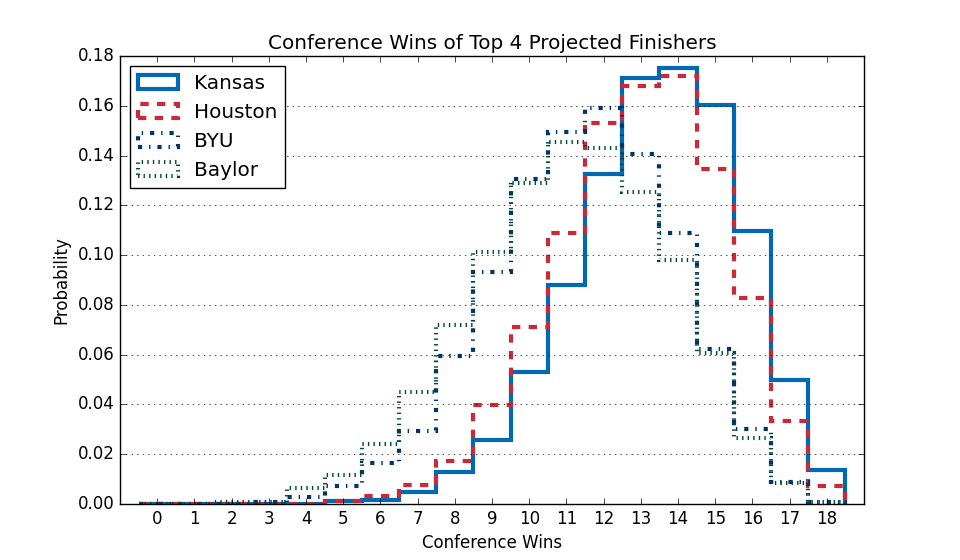 Conference Wins of Top 4 Projected Finishers
0.18
0.16
0.14
0.12
0.10
0.08
0.06
0.04
0.02
0.00
Probability
Kansas
Houston
BYU
Baylor
0 1 2 3 4 5 6 7 8 9 10 11 12 13 14 15 16 17 18
Conference Wins